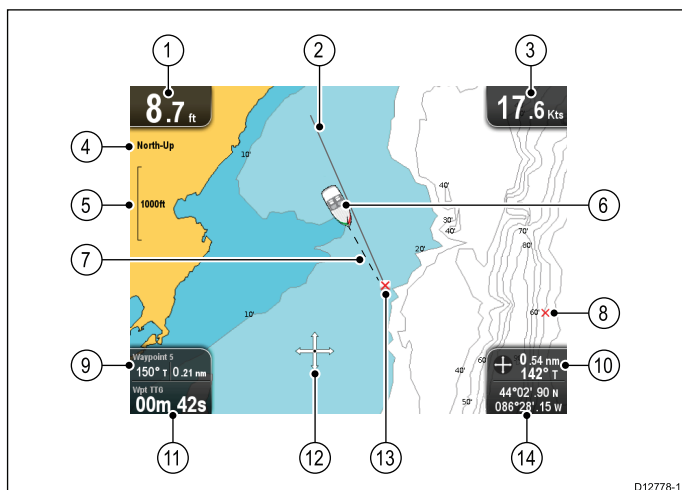 1
2
3
8.7 ft
17.6 Kts
4
North-Up
10'
5
1000ft
40'
6
30'
40'
70'
80'
7
20'
10'
60'
8
13
9
Waypoint 5
150° T 0.21 nm
60'
40'
0.54 nm
142° T
10
Wpt TTG
00m 42s
50'
44°02'.90 N
086°28'.15 W
11
12
13
14
D12778-1